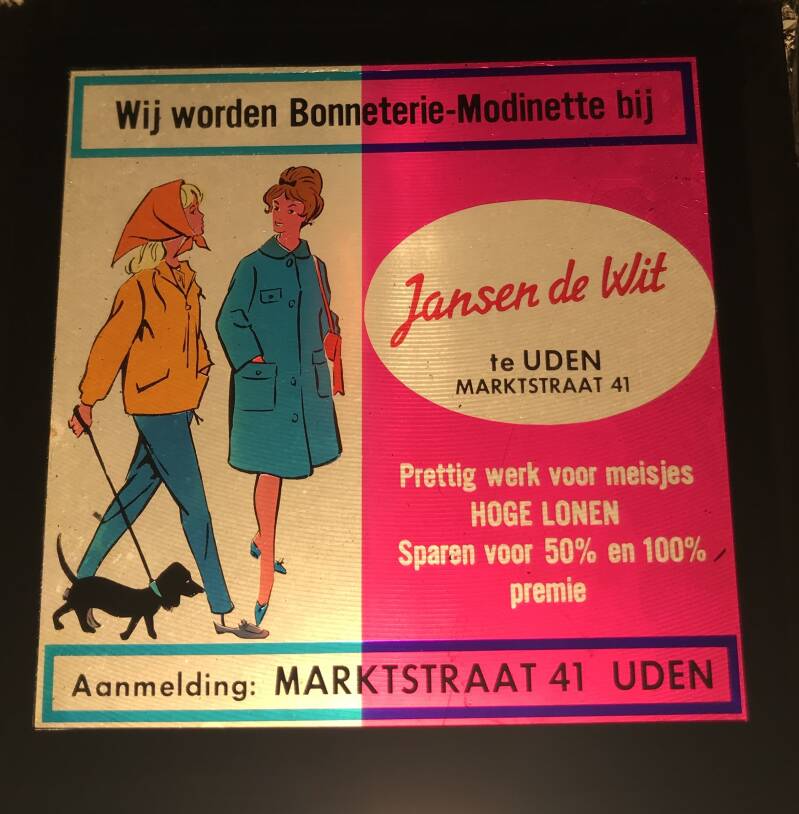 Wij worden Bonneterie-Modinette bij
Jansen de Wit
te UDEN
MARKTSTRAAT 41
Prettig werk voor meisjes
HOGE LONEN
Sparen voor 50% en 100%
premie
Aanmelding: MARKTSTRAAT 41 UDEN